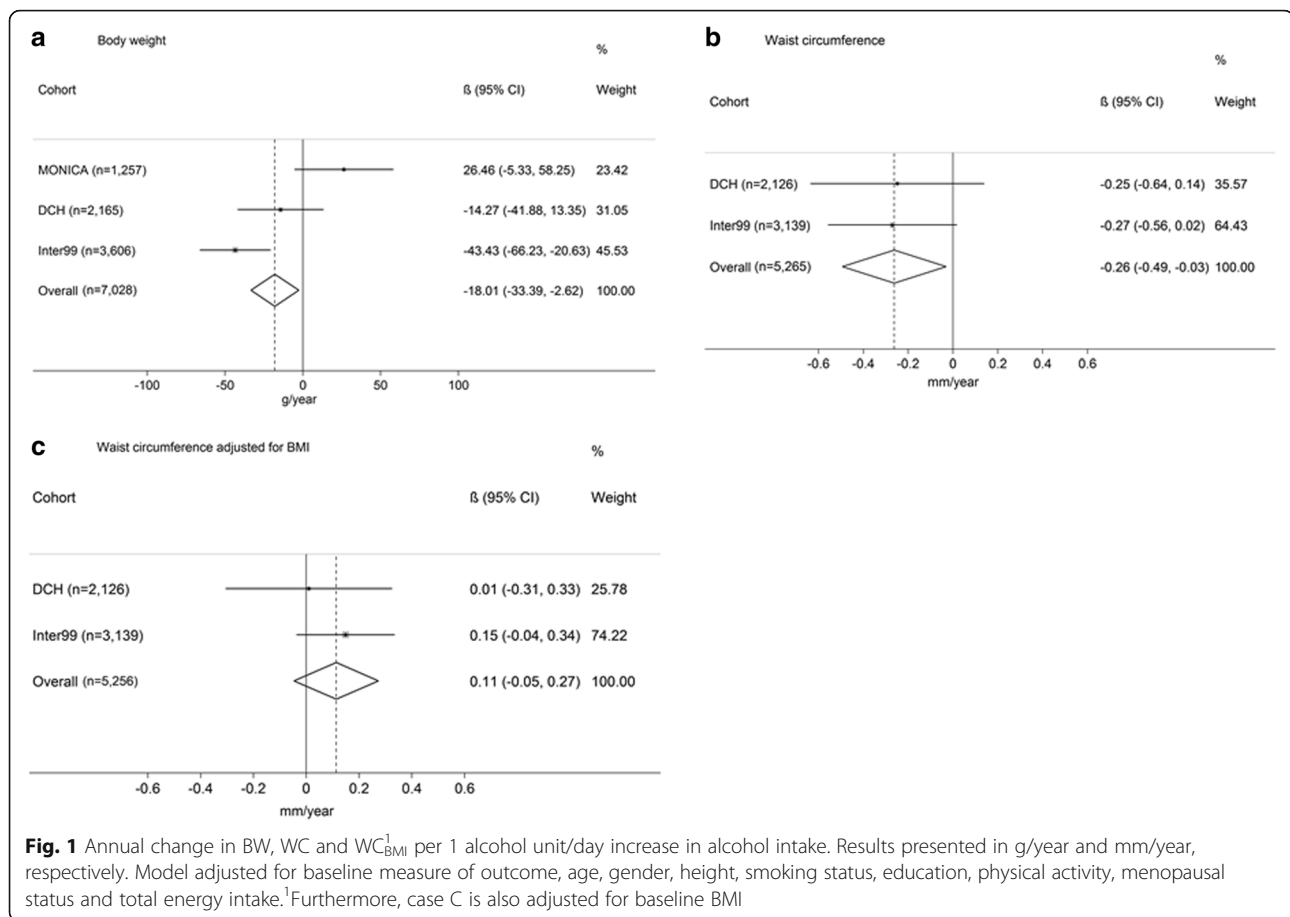 a Body weight
%
Cohort ß (95% CI) Weight
MONICA (n=1,257) 26.46 (-5.33, 58.25) 23.42
DCH (n=2,165) -14.27 (-41.88, 13.35) 31.05
Inter99 (n=3,606) -43.43 (-66.23, -20.63) 45.53
Overall (n=7,028) -18.01 (-33.39, -2.62) 100.00
-100 -50 0 50 100
g/year
b Waist circumference
%
Cohort ß (95% CI) Weight
DCH (n=2,126) -0.25 (-0.64, 0.14) 35.57
Inter99 (n=3,139) -0.27 (-0.56, 0.02) 64.43
Overall (n=5,265) -0.26 (-0.49, -0.03) 100.00
-0.6 -0.4 -0.2 0 0.2 0.4 0.6
mm/year
c Waist circumference adjusted for BMI
%
Cohort ß (95% CI) Weight
DCH (n=2,126) 0.01 (-0.31, 0.33) 25.78
Inter99 (n=3,139) 0.15 (-0.04, 0.34) 74.22
Overall (n=5,256) 0.11 (-0.05, 0.27) 100.00
-0.6 -0.4 -0.2 0 0.2 0.4 0.6
mm/year
Fig. 1 Annual change in BW, WC and WC¹BMI per 1 alcohol unit/day increase in alcohol intake. Results presented in g/year and mm/year,
respectively. Model adjusted for baseline measure of outcome, age, gender, height, smoking status, education, physical activity, menopausal
status and total energy intake.¹Furthermore, case C is also adjusted for baseline BMI